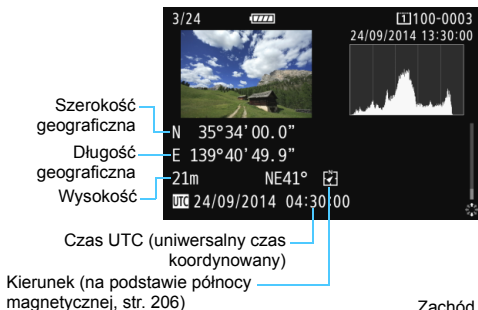 3/24
1 100-0003
24/09/2014 13:30:00
Szerokość
geograficzna
N 35°34'00.0"
Długość
geograficzna
E 139°40'49.9"
Wysokość
21m NE41°
UTC 24/09/2014 04:30:00
Czas UTC (uniwersalny czas
koordynowany)
Kierunek (na podstawie północy
magnetycznej, str. 206)
Zachód